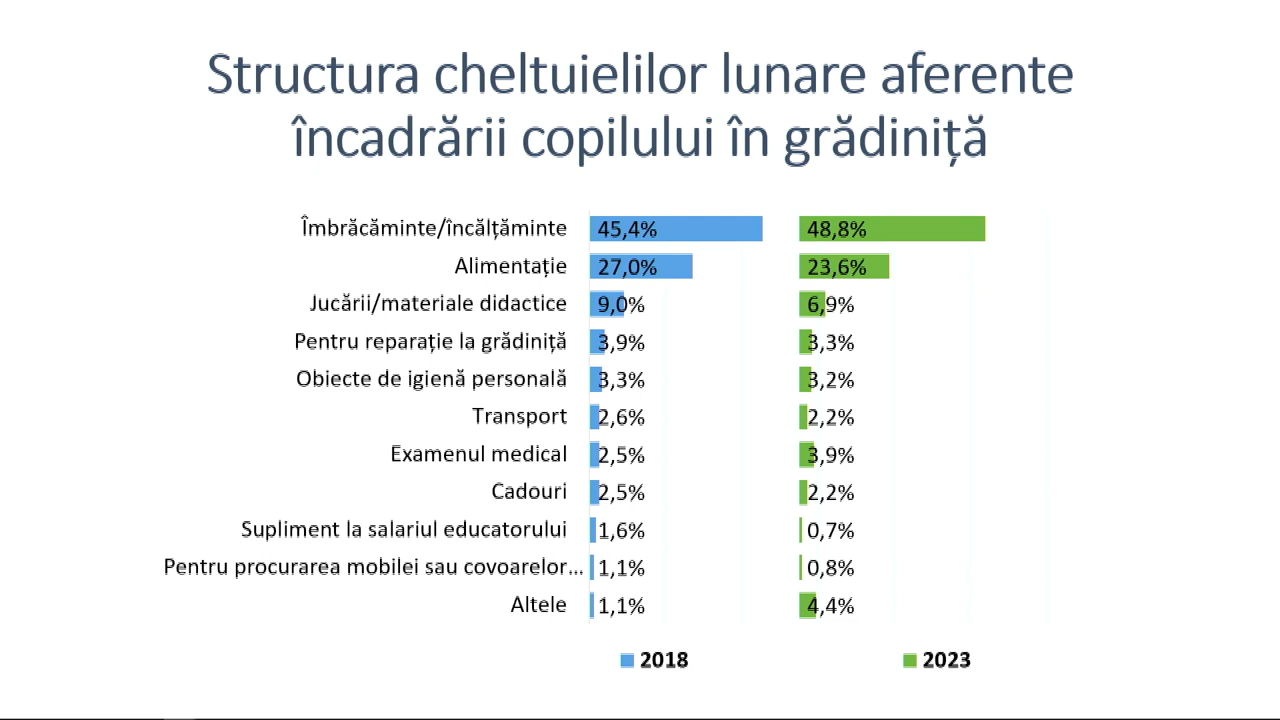 Structura cheltuielilor lunare aferente
încadrării copilului în grădiniță
Îmbrăcăminte/încălțăminte 45,4% 48,8%
Alimentație 27,0% 23,6%
Jucării/materiale didactice 9,0% 6,9%
Pentru reparație la grădiniță 3,9% 3,3%
Obiecte de igienă personală 3,3% 3,2%
Transport 2,6% 2,2%
Examenul medical 2,5% 3,9%
Cadouri 2,5% 2,2%
Supliment la salariul educatorului 1,6% 0,7%
Pentru procurarea mobilei sau covoarelor... 1,1% 0,8%
Altele 1,1% 4,4%
2018 2023